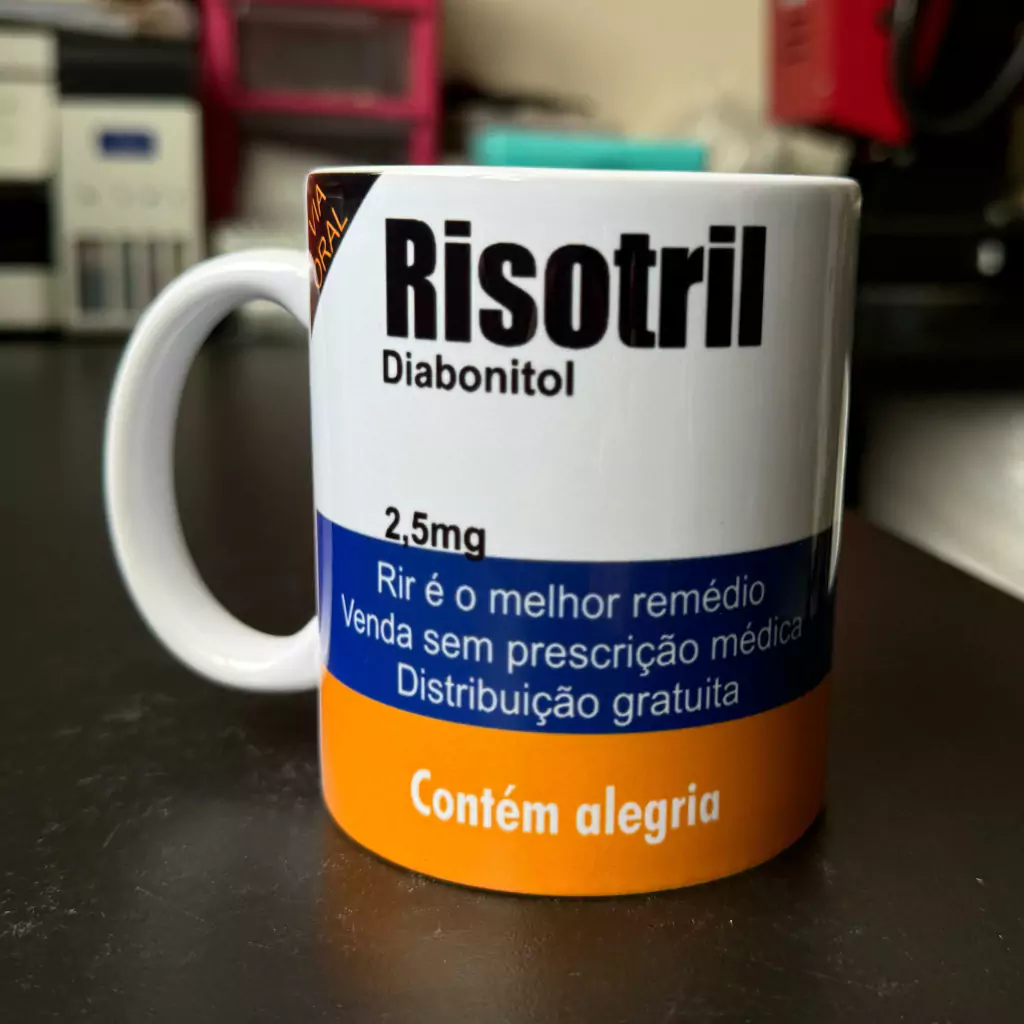 VIA
ORAL
Risotril
Diabonitol
2,5mg
Rir é o melhor remédio
Venda sem prescrição médica
Distribuição gratuita
Contém alegria